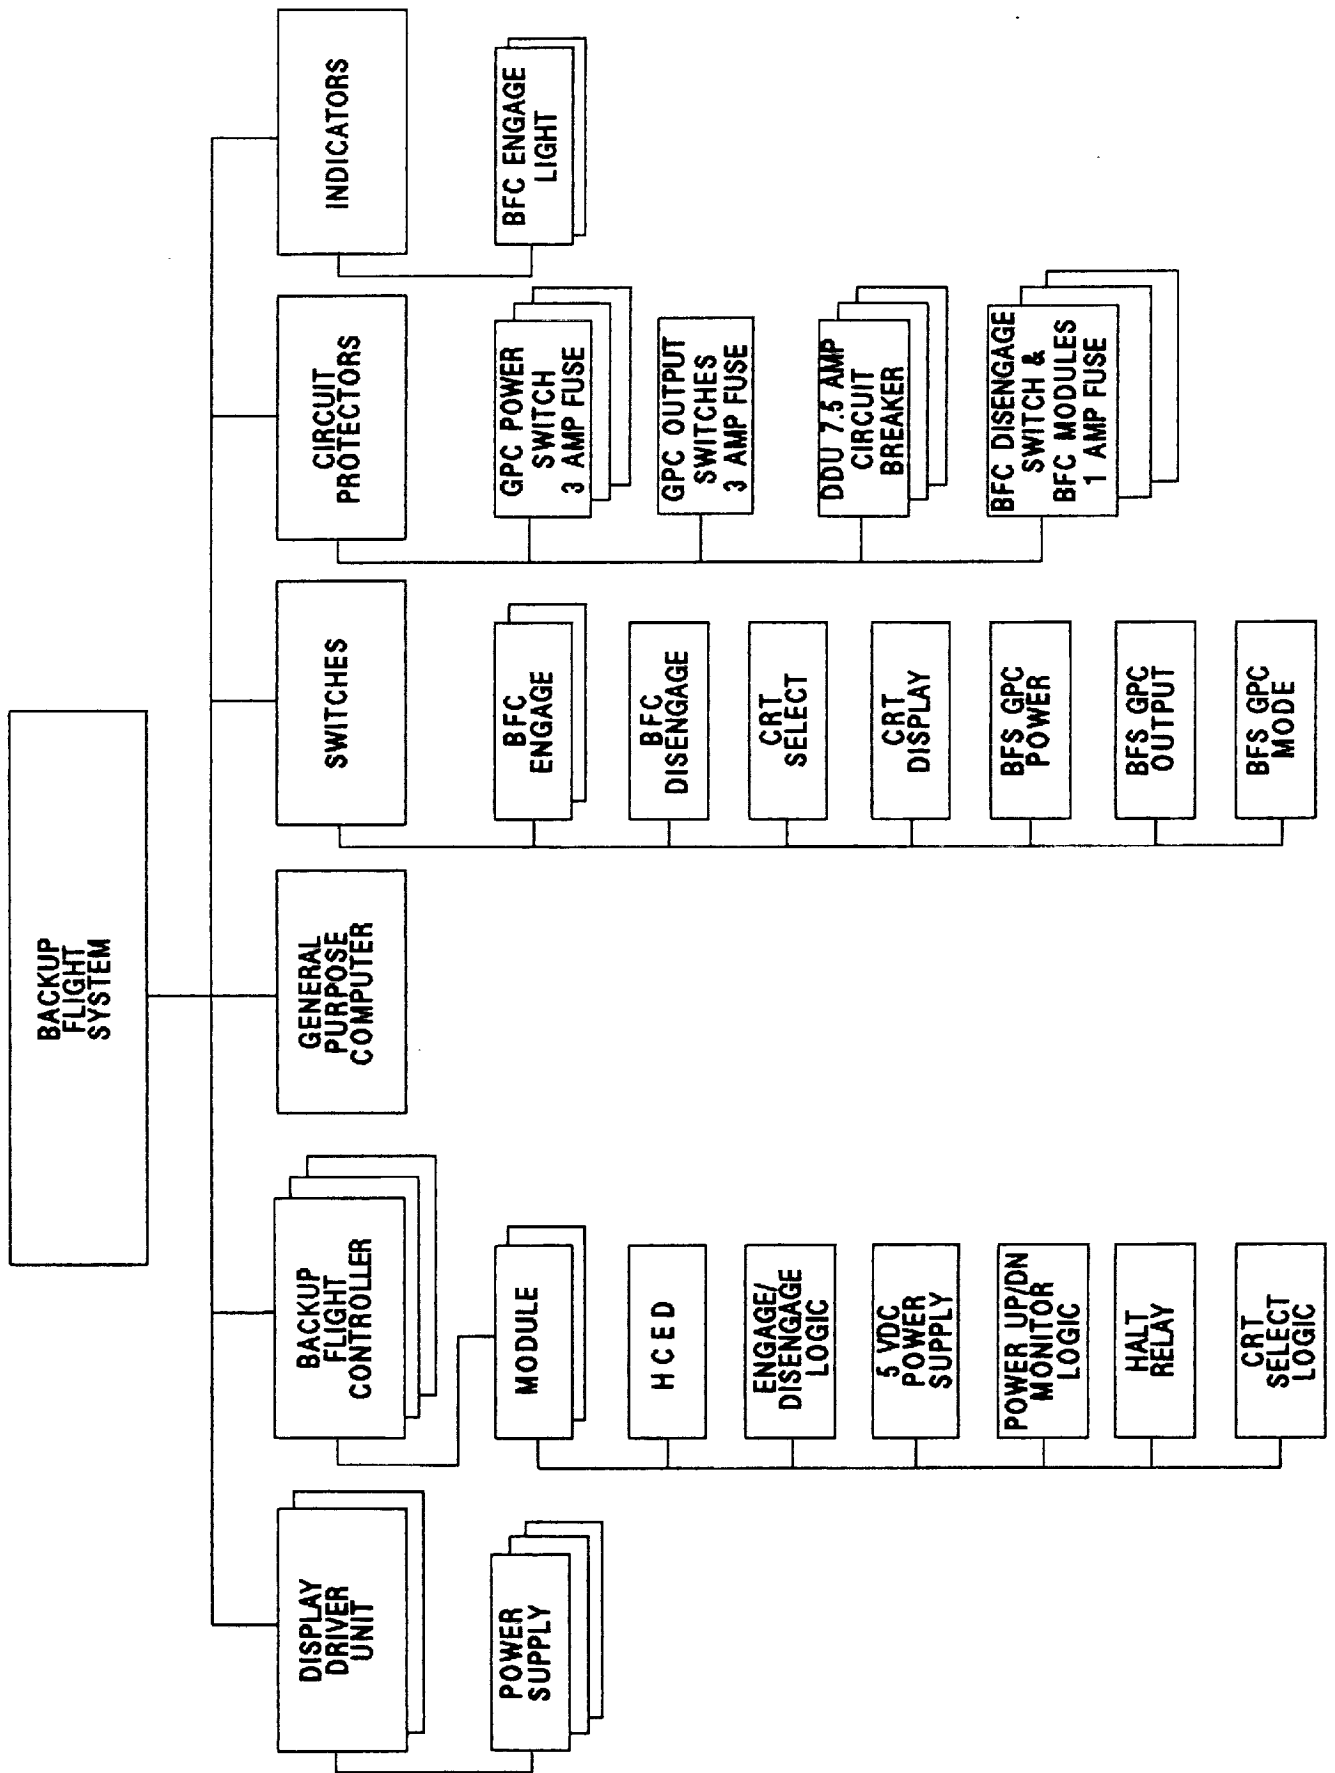 BACKUP
FLIGHT
SYSTEM
DISPLAY
DRIVER
UNIT
POWER
SUPPLY
BACKUP
FLIGHT
CONTROLLER
MODULE
H C E D
ENGAGE/
DISENGAGE
LOGIC
5 VDC
POWER
SUPPLY
POWER UP/DN
MONITOR
LOGIC
HALT
RELAY
CRT
SELECT
LOGIC
GENERAL
PURPOSE
COMPUTER
SWITCHES
BFC
ENGAGE
BFC
DISENGAGE
CRT
SELECT
CRT
DISPLAY
BFS GPC
POWER
BFS GPC
OUTPUT
BFS GPC
MODE
CIRCUIT
PROTECTORS
GPC POWER
SWITCH
3 AMP FUSE
GPC OUTPUT
SWITCHES
3 AMP FUSE
DDU 7.5 AMP
CIRCUIT
BREAKER
BFC DISENGAGE
SWITCH &
BFC MODULES
1 AMP FUSE
INDICATORS
BFC ENGAGE
LIGHT